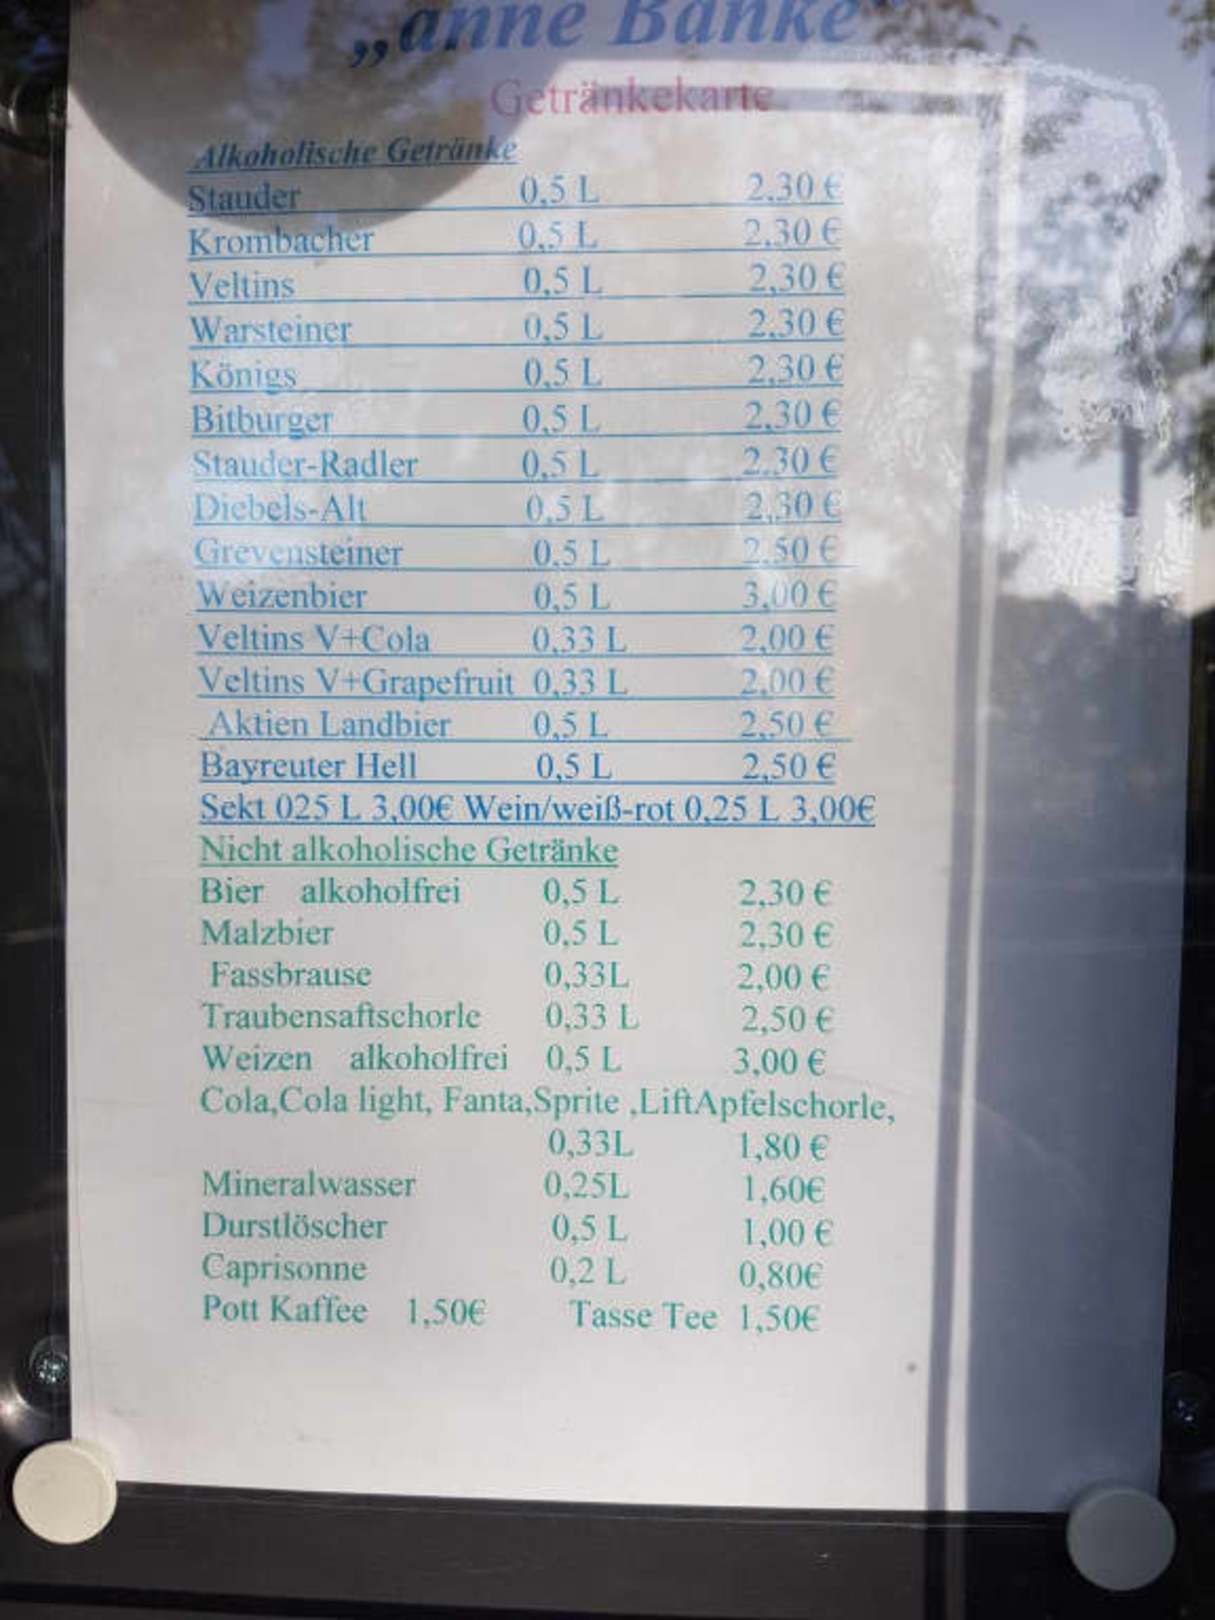 „anne Banke“
Getränkekarte
Alkoholische Getränke
Stauder 0,5 L 2,30 €
Krombacher 0,5 L 2,30 €
Veltins 0,5 L 2,30 €
Warsteiner 0,5 L 2,30 €
Königs 0,5 L 2,30 €
Bitburger 0,5 L 2,30 €
Stauder-Radler 0,5 L 2,30 €
Diebels-Alt 0,5 L 2,30 €
Grevensteiner 0,5 L 2,50 €
Weizenbier 0,5 L 3,00 €
Veltins V+Cola 0,33 L 2,00 €
Veltins V+Grapefruit 0,33 L 2,00 €
Aktien Landbier 0,5 L 2,50 €
Bayreuter Hell 0,5 L 2,50 €
Sekt 025 L 3,00€ Wein/weiß-rot 0,25 L 3,00€
Nicht alkoholische Getränke
Bier alkoholfrei 0,5 L 2,30 €
Malzbier 0,5 L 2,30 €
Fassbrause 0,33L 2,00 €
Traubensaftschorle 0,33 L 2,50 €
Weizen alkoholfrei 0,5 L 3,00 €
Cola,Cola light, Fanta,Sprite ,LiftApfelschorle,
0,33L 1,80 €
Mineralwasser 0,25L 1,60€
Durstlöscher 0,5 L 1,00 €
Caprisonne 0,2 L 0,80€
Pott Kaffee 1,50€ Tasse Tee 1,50€